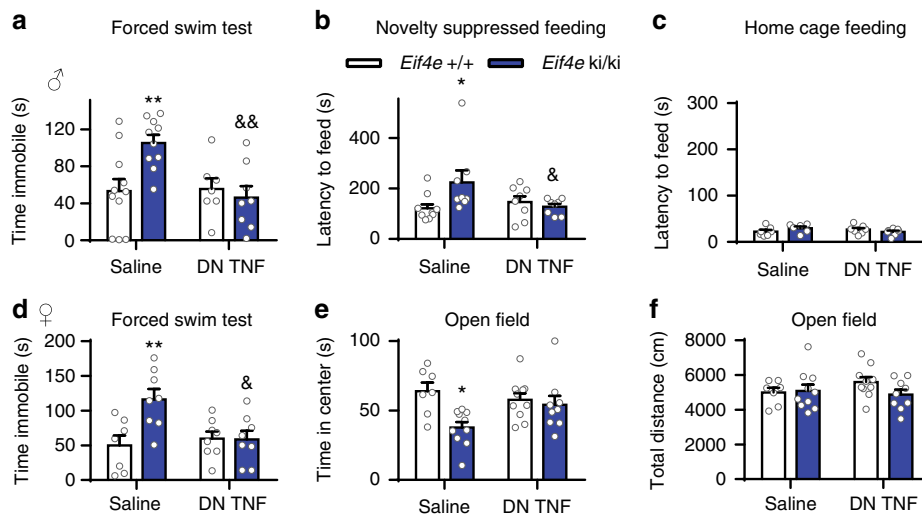 a Forced swim test
b Novelty suppressed feeding
c Home cage feeding
Eif4e +/+ Eif4e ki/ki
♂
Time immobile (s)
120
80
40
0
**
&&
Saline DN TNF
Latency to feed (s)
400
200
0
*
&
Saline DN TNF
Latency to feed (s)
300
200
100
0
Saline DN TNF
d ♀ Forced swim test
e Open field
f Open field
Time immobile (s)
200
150
100
50
0
**
&
Saline DN TNF
Time in center (s)
100
50
0
*
Saline DN TNF
Total distance (cm)
8000
6000
4000
2000
0
Saline DN TNF